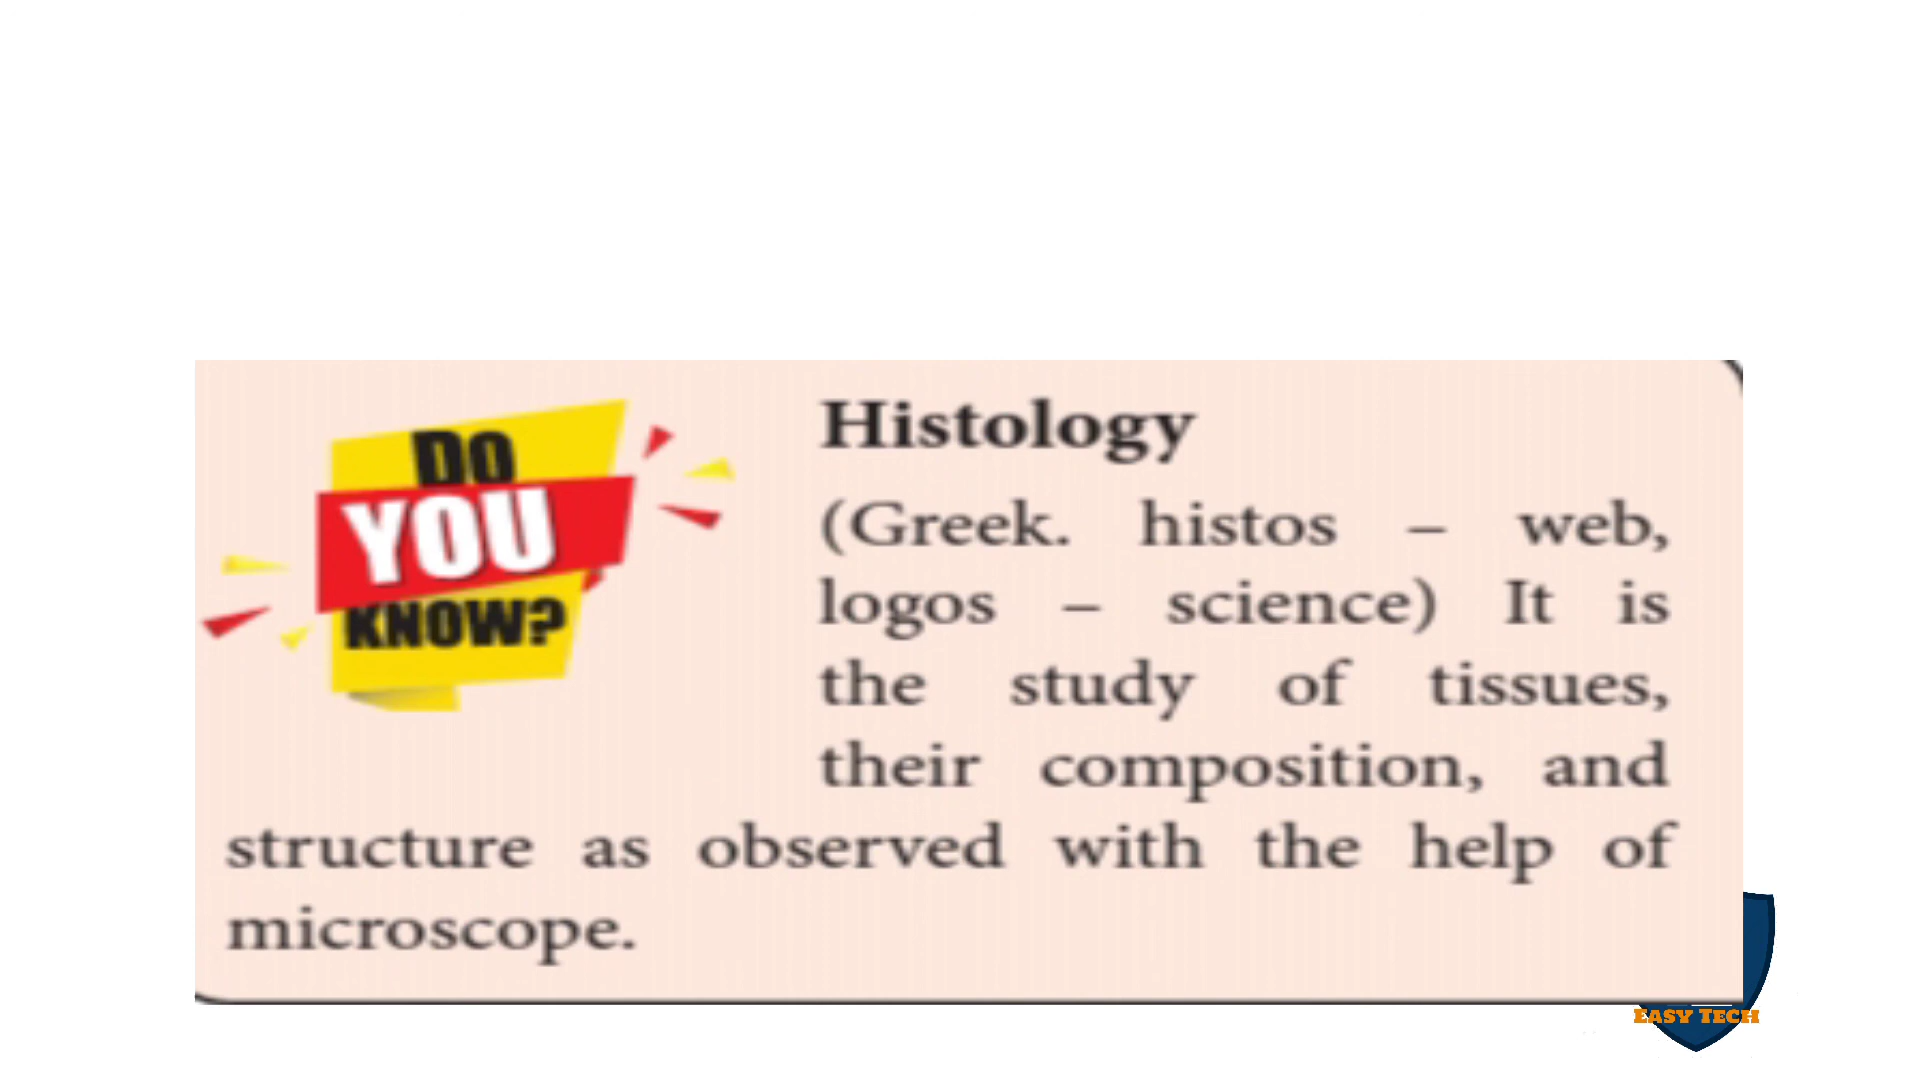 DO
YOU
KNOW?
Histology
(Greek. histos – web,
logos – science) It is
the study of tissues,
their composition, and
structure as observed with the help of
microscope.
EASY TECH